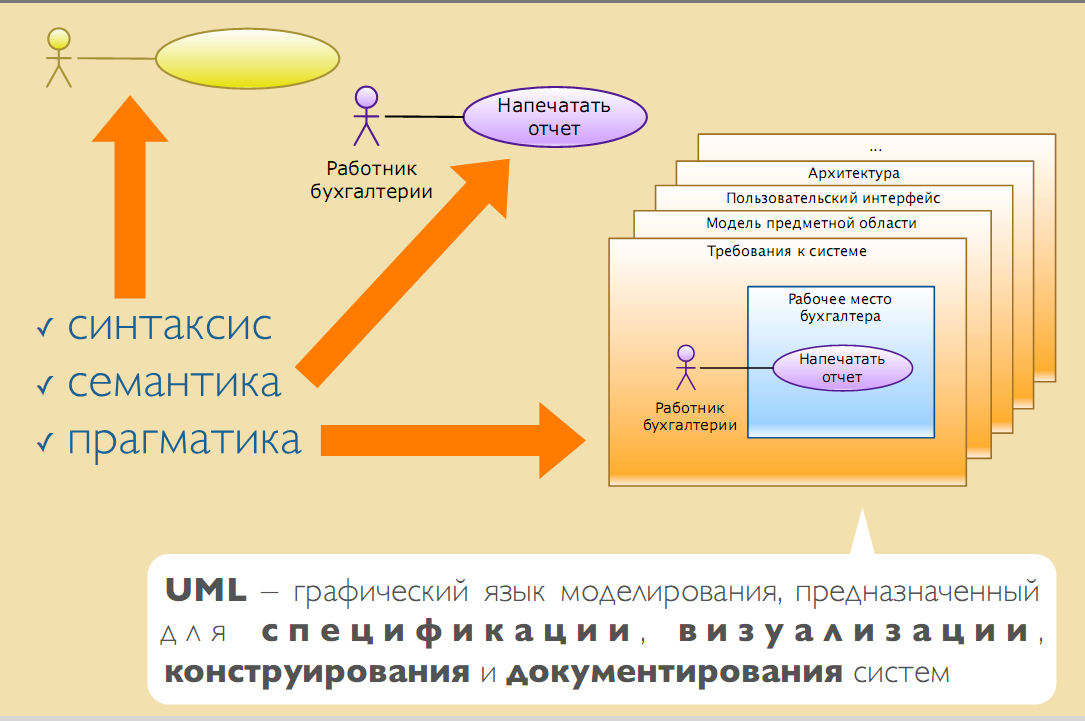 Напечатать
отчет
Работник
бухгалтерии
...
Архитектура
Пользовательский интерфейс
Модель предметной области
Требования к системе
Рабочее место
бухгалтера
Напечатать
отчет
Работник
бухгалтерии
✓ синтаксис
✓ семантика
✓ прагматика
UML – графический язык моделирования, предназначенный
для спецификации, визуализации,
конструирования и документирования систем